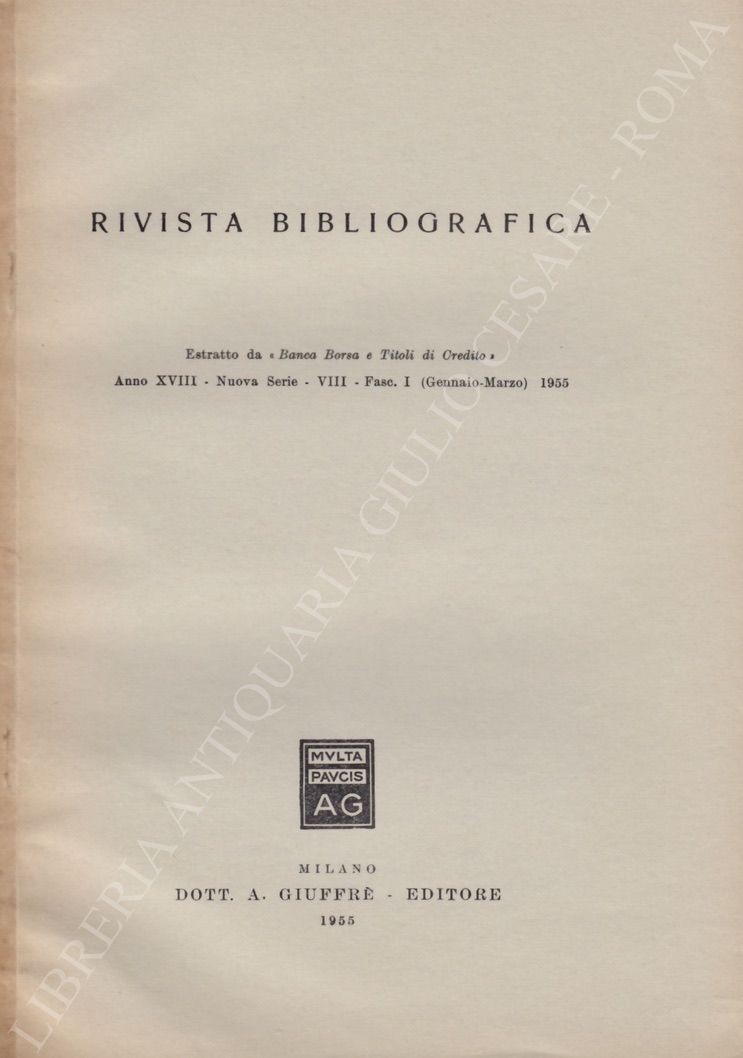 RIVISTA BIBLIOGRAFICA
Estratto da « Banca Borsa e Titoli di Credito »
Anno XVIII - Nuova Serie - VIII - Fasc. I (Gennaio-Marzo) 1955
MVLTA
PAVCIS
AG
MILANO
DOTT. A. GIUFFRÈ - EDITORE
1955
LIBRERIA ANTIQUARIA GIULIO CESARE - ROMA